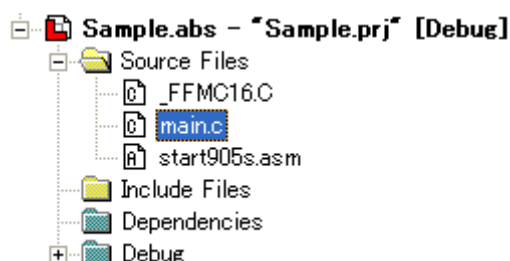 Sample.abs - "Sample.prj" [Debug]
Source Files
_FFMC16.C
main.c
start905s.asm
Include Files
Dependencies
Debug